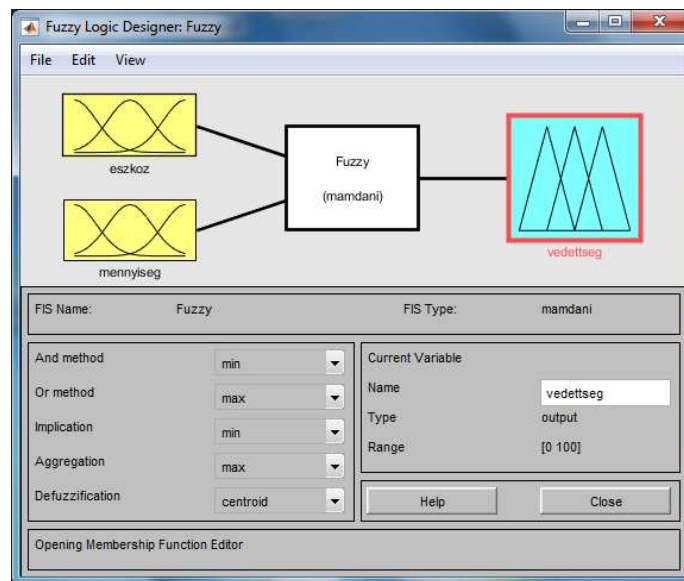 Fuzzy Logic Designer: Fuzzy
File Edit View
eszkoz
mennyiseg
Fuzzy
(mamdani)
vedettseg
FIS Name: Fuzzy FIS Type: mamdani
And method min
Or method max
Implication min
Aggregation max
Defuzzification centroid
Current Variable
Name vedettseg
Type output
Range [0 100]
Help Close
Opening Membership Function Editor